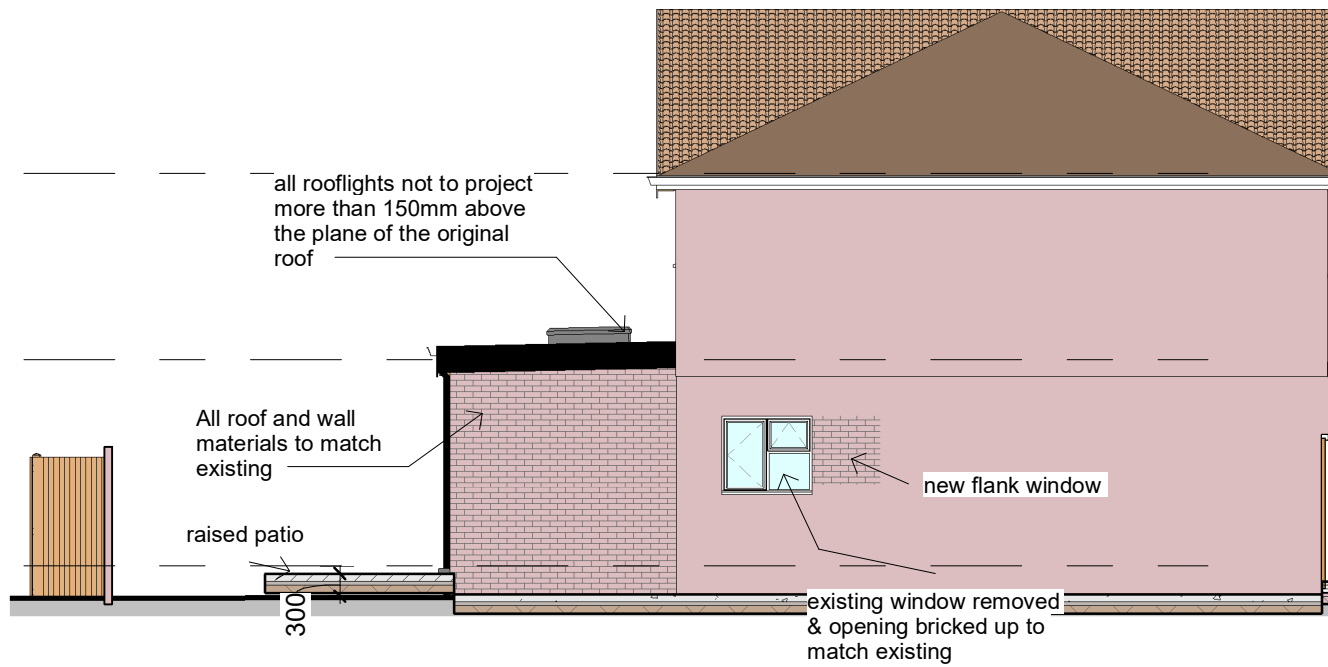 all rooflights not to project
more than 150mm above
the plane of the original
roof
All roof and wall
materials to match
existing
new flank window
raised patio
300
existing window removed
& opening bricked up to
match existing